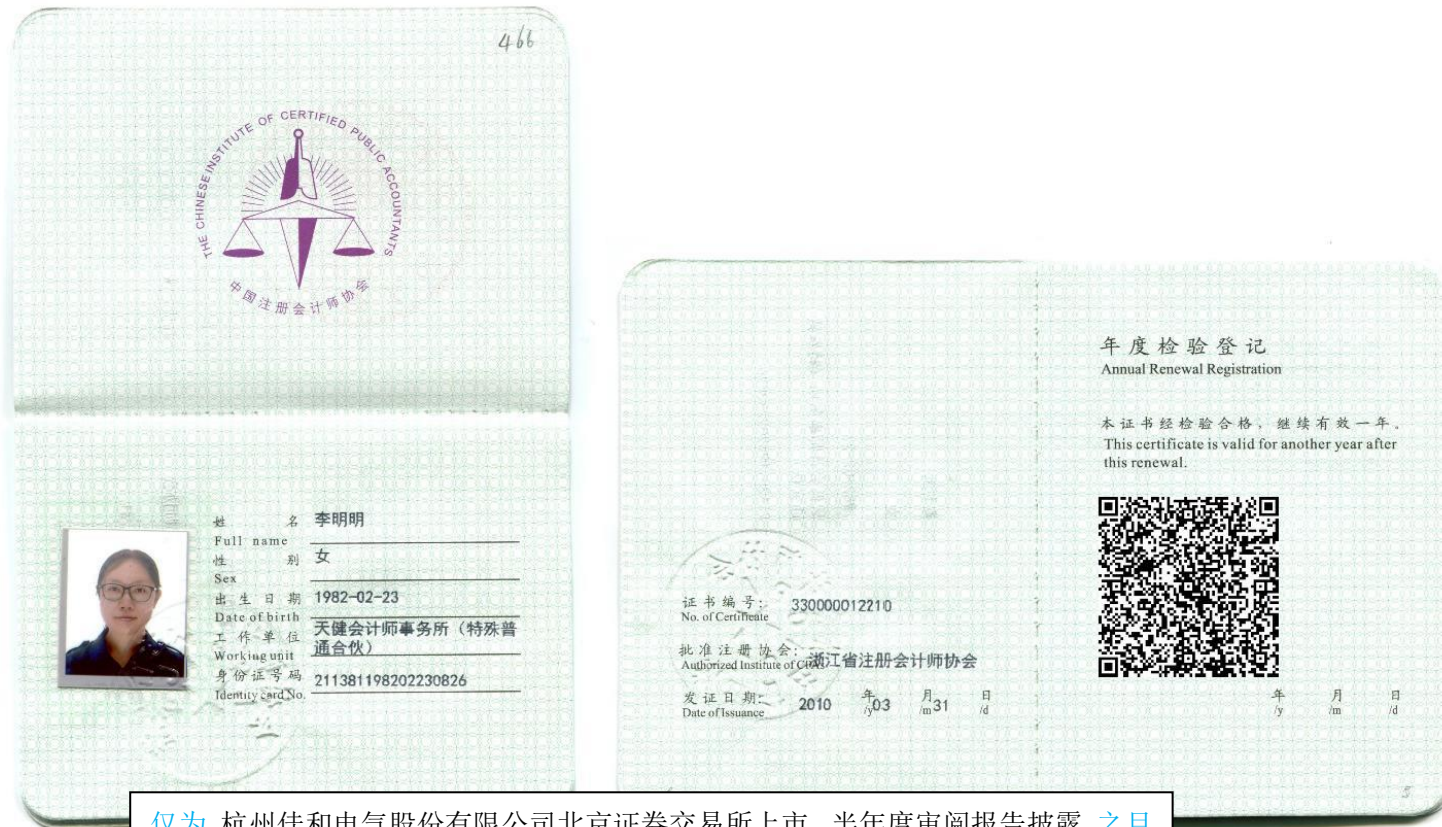 466
THE CHINESE INSTITUTE OF CERTIFIED PUBLIC ACCOUNTANTS
中国注册会计师协会
姓 名 李明明
Full name
性 别 女
Sex
出生日期 1982-02-23
Date of birth
工作单位 天健会计师事务所（特殊普
通合伙）
Working unit
身份证号码 211381198202230826
Identity card No.
证书编号: 330000012210
No. of Certificate
批准注册协会: 浙江省注册会计师协会
Authorized Institute of CPAs
发证日期: 2010 年 03 月 31 日
Date of Issuance /y /m /d
年度检验登记
Annual Renewal Registration
本证书经检验合格，继续有效一年。
This certificate is valid for another year after
this renewal.
年 月 日
/y /m /d
5
仅为 杭州佳和电气股份有限公司北京证券交易所上市 半年度审阅报告披露 之目